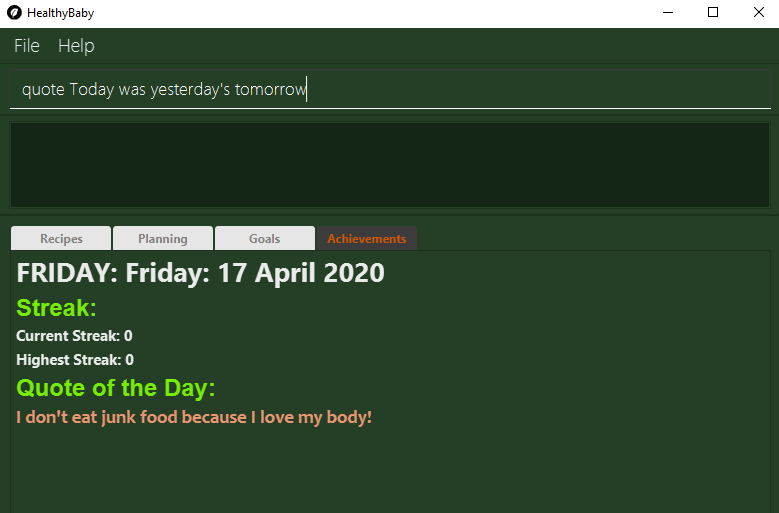 HealthyBaby
File Help
quote Today was yesterday's tomorrow
Recipes Planning Goals Achievements
FRIDAY: Friday: 17 April 2020
Streak:
Current Streak: 0
Highest Streak: 0
Quote of the Day:
I don't eat junk food because I love my body!